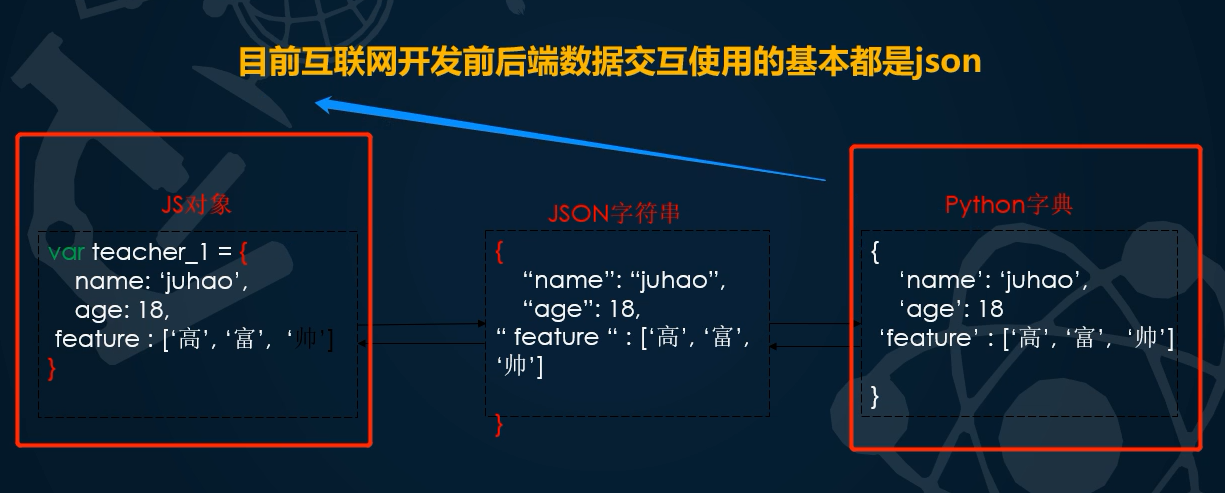 目前互联网开发前后端数据交互使用的基本都是json
JS对象
var teacher_1 = {
name: ‘juhao’,
age: 18,
feature : [‘高’, ‘富’, ‘帅’]
}
JSON字符串
{
“name”: “juhao”,
“age”: 18,
“ feature “ : [‘高’, ‘富’,
‘帅’]
}
Python字典
{
‘name’: ‘juhao’,
‘age’: 18
‘feature’ : [‘高’, ‘富’, ‘帅’]
}